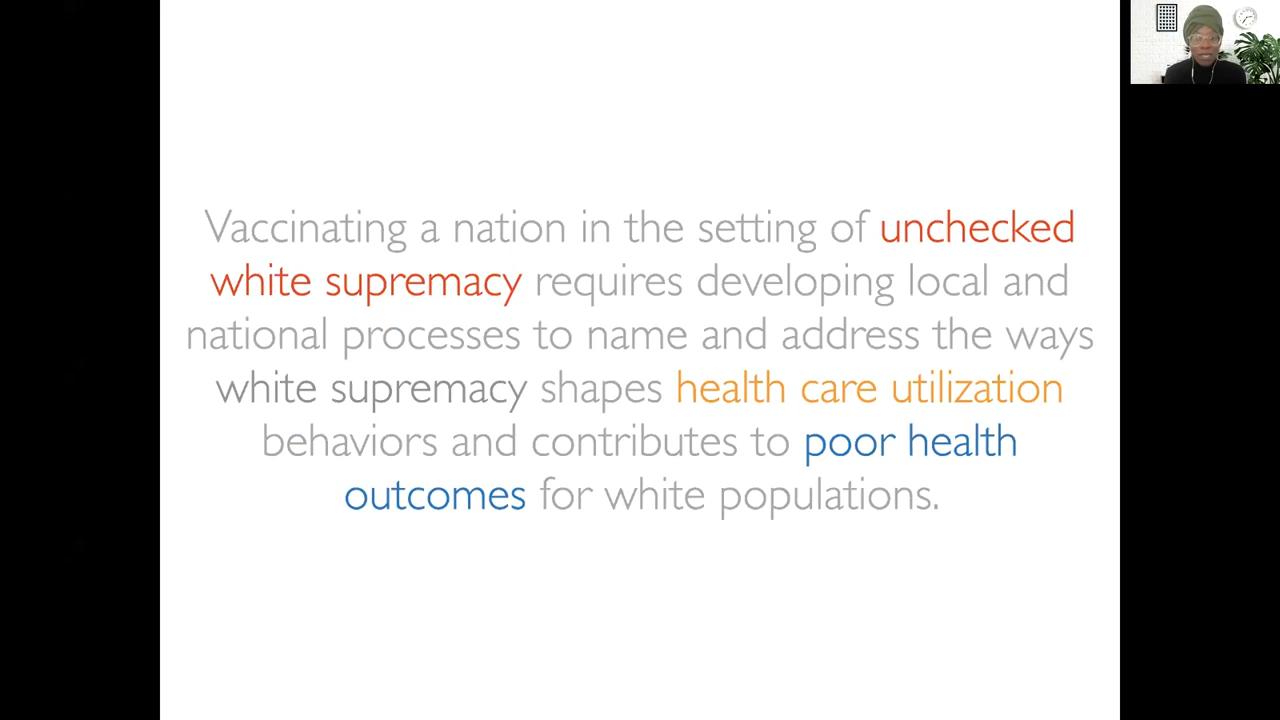 Vaccinating a nation in the setting of unchecked
white supremacy requires developing local and
national processes to name and address the ways
white supremacy shapes health care utilization
behaviors and contributes to poor health
outcomes for white populations.